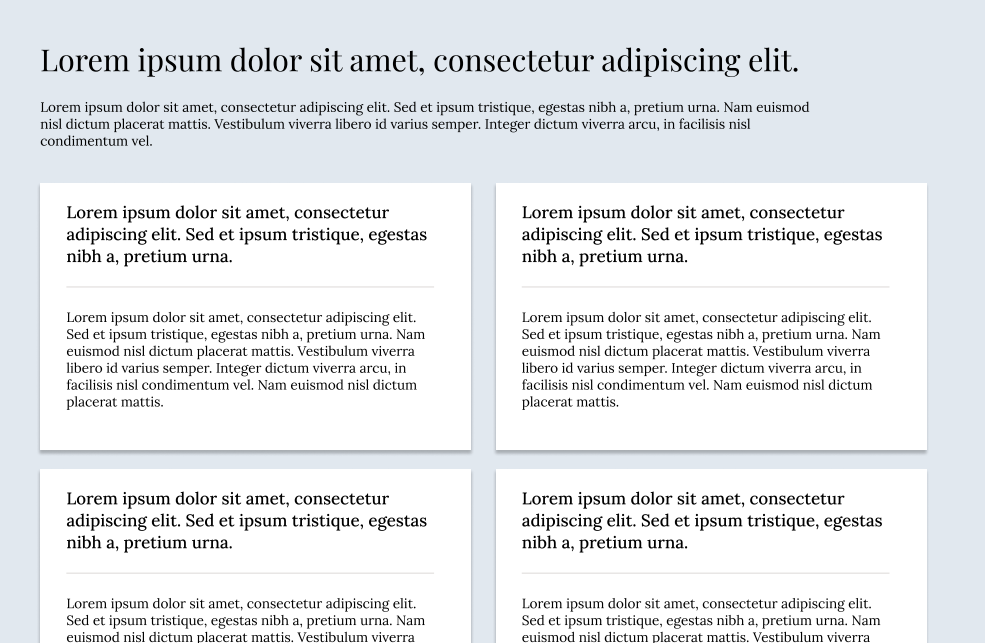 Lorem ipsum dolor sit amet, consectetur adipiscing elit.
Lorem ipsum dolor sit amet, consectetur adipiscing elit. Sed et ipsum tristique, egestas nibh a, pretium urna. Nam euismod
nisl dictum placerat mattis. Vestibulum viverra libero id varius semper. Integer dictum viverra arcu, in facilisis nisl
condimentum vel.
Lorem ipsum dolor sit amet, consectetur
adipiscing elit. Sed et ipsum tristique, egestas
nibh a, pretium urna.
Lorem ipsum dolor sit amet, consectetur adipiscing elit.
Sed et ipsum tristique, egestas nibh a, pretium urna. Nam
euismod nisl dictum placerat mattis. Vestibulum viverra
libero id varius semper. Integer dictum viverra arcu, in
facilisis nisl condimentum vel. Nam euismod nisl dictum
placerat mattis.
Lorem ipsum dolor sit amet, consectetur
adipiscing elit. Sed et ipsum tristique, egestas
nibh a, pretium urna.
Lorem ipsum dolor sit amet, consectetur adipiscing elit.
Sed et ipsum tristique, egestas nibh a, pretium urna. Nam
euismod nisl dictum placerat mattis. Vestibulum viverra
libero id varius semper. Integer dictum viverra arcu, in
facilisis nisl condimentum vel. Nam euismod nisl dictum
placerat mattis.
Lorem ipsum dolor sit amet, consectetur
adipiscing elit. Sed et ipsum tristique, egestas
nibh a, pretium urna.
Lorem ipsum dolor sit amet, consectetur adipiscing elit.
Sed et ipsum tristique, egestas nibh a, pretium urna. Nam
euismod nisl dictum placerat mattis. Vestibulum viverra
Lorem ipsum dolor sit amet, consectetur
adipiscing elit. Sed et ipsum tristique, egestas
nibh a, pretium urna.
Lorem ipsum dolor sit amet, consectetur adipiscing elit.
Sed et ipsum tristique, egestas nibh a, pretium urna. Nam
euismod nisl dictum placerat mattis. Vestibulum viverra